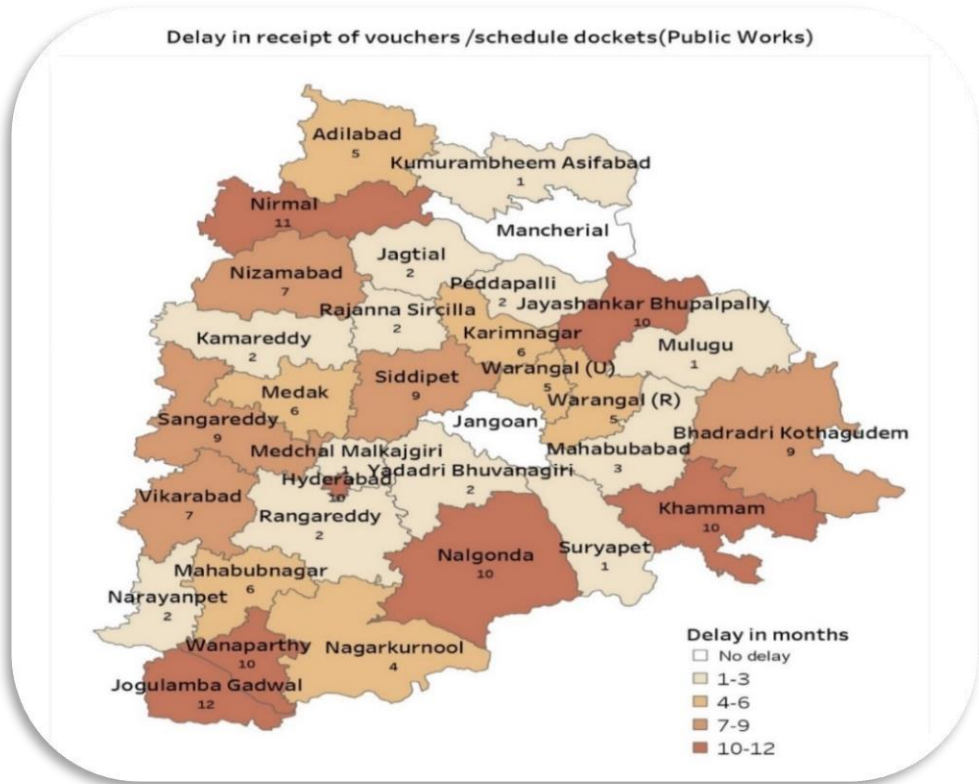 Delay in receipt of vouchers /schedule dockets(Public Works)
Adilabad
5
Kumurambheem Asifabad
1
Nirmal
11
Mancherial
Jagtial
2
Nizamabad
7
Peddapalli
2
Jayashankar Bhupalpally
10
Rajanna Sircilla
2
Karimnagar
6
Kamareddy
2
Mulugu
1
Siddipet
9
Warangal (U)
5
Medak
6
Warangal (R)
5
Jangoan
Sangareddy
9
Bhadradri Kothagudem
9
Medchal Malkajgiri
1
Mahabubabad
3
Yadadri Bhuvanagiri
2
Hyderabad
10
Vikarabad
7
Rangareddy
2
Khammam
10
Nalgonda
10
Suryapet
1
Mahabubnagar
6
Narayanpet
2
Wanaparthy
10
Nagarkurnool
4
Jogulamba Gadwal
12
Delay in months
No delay
1-3
4-6
7-9
10-12